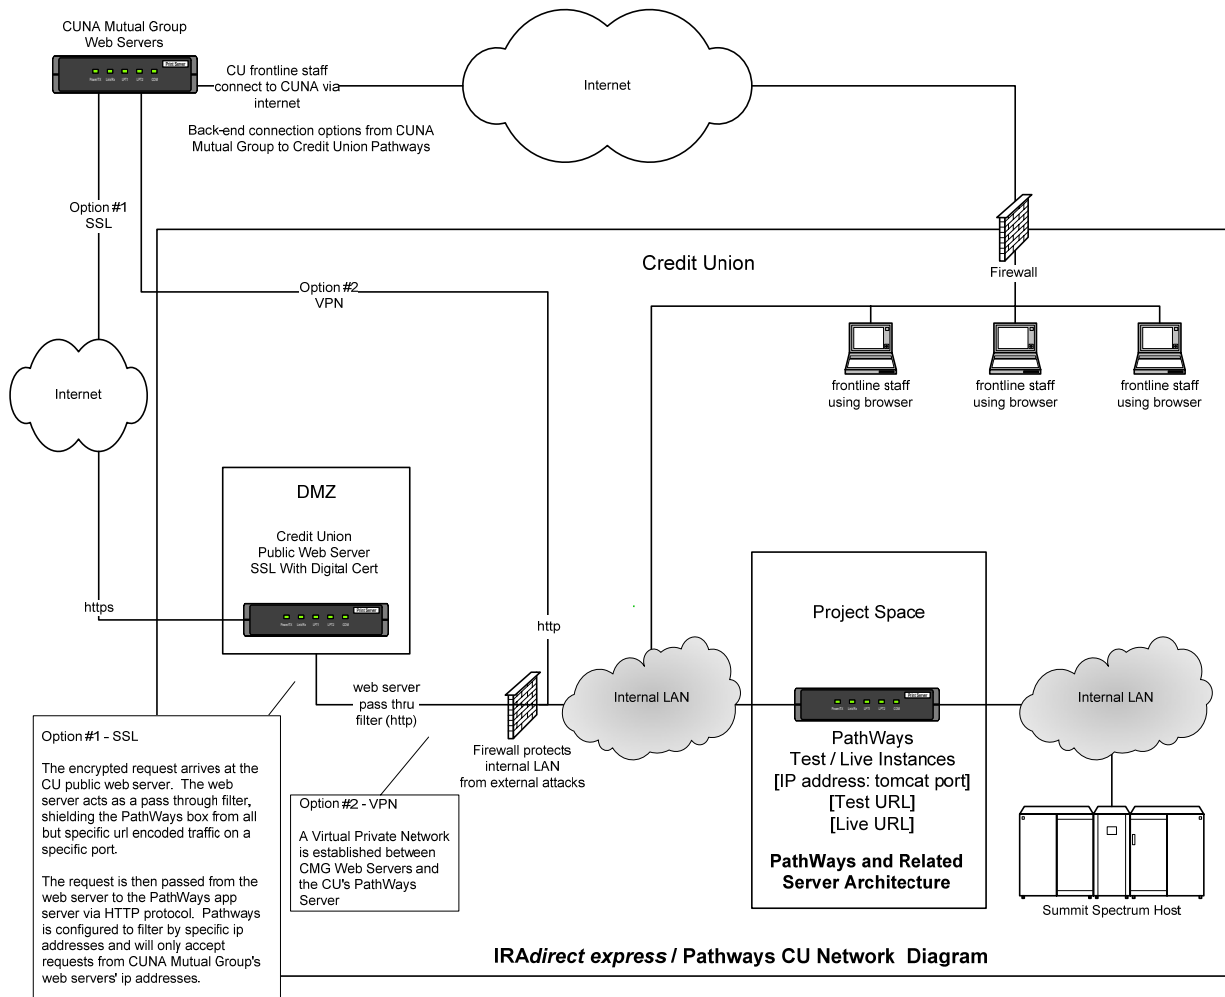 CUNA Mutual Group
Web Servers
Print Server
CU frontline staff
connect to CUNA via
internet
Internet
Back-end connection options from CUNA
Mutual Group to Credit Union Pathways
Option #1
SSL
Credit Union
Firewall
Option #2
VPN
frontline staff
using browser
frontline staff
using browser
frontline staff
using browser
Internet
DMZ
Credit Union
Public Web Server
SSL With Digital Cert
Print Server
https
http
Project Space
web server
pass thru
filter (http)
Internal LAN
Print Server
Internal LAN
Firewall protects
internal LAN
from external attacks
PathWays
Test / Live Instances
[IP address: tomcat port]
[Test URL]
[Live URL]
PathWays and Related
Server Architecture
Summit Spectrum Host
Option #1 - SSL
The encrypted request arrives at the
CU public web server.  The web
server acts as a pass through filter,
shielding the PathWays box from all
but specific url encoded traffic on a
specific port.
The request is then passed from the
web server to the PathWays app
server via HTTP protocol.  Pathways
is configured to filter by specific ip
addresses and will only accept
requests from CUNA Mutual Group's
web servers' ip addresses.
Option #2 - VPN
A Virtual Private Network
is established between
CMG Web Servers and
the CU's PathWays
Server
IRAdirect express / Pathways CU Network  Diagram